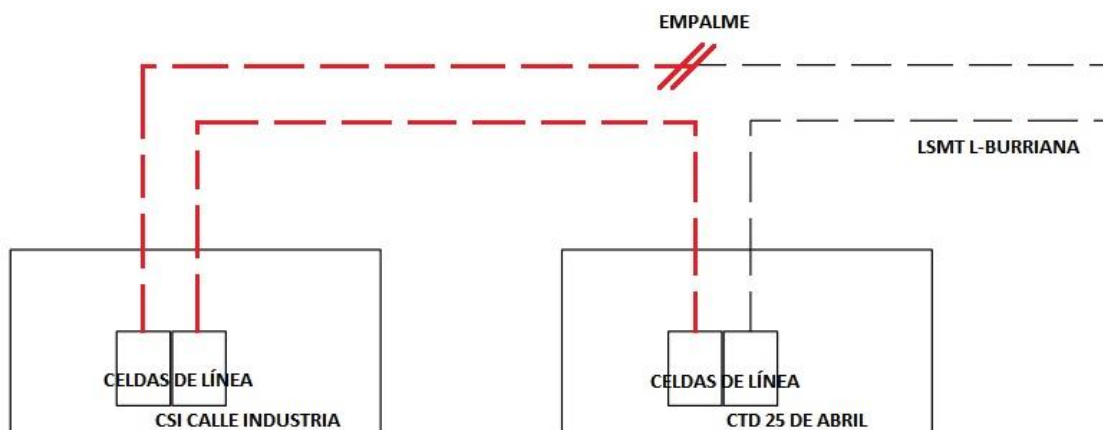 EMPALME
LSMT L-BURRIANA
CELDAS DE LÍNEA
CSI CALLE INDUSTRIA
CELDAS DE LÍNEA
CTD 25 DE ABRIL